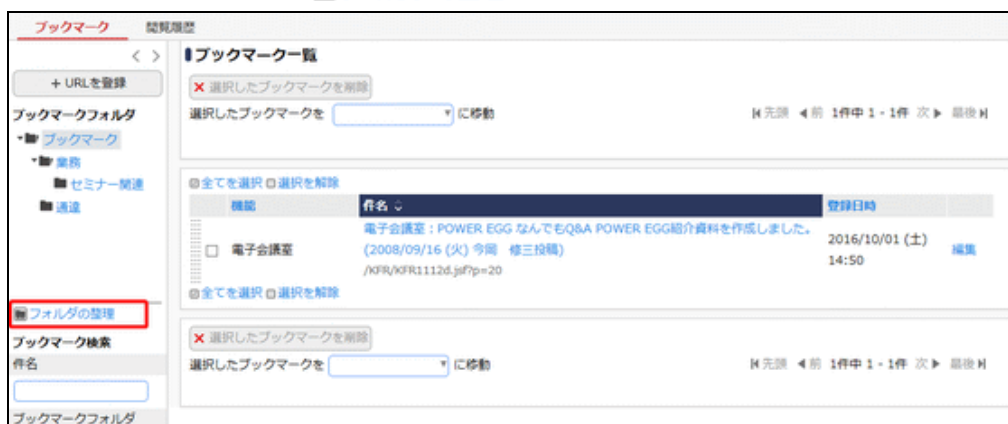 ブックマーク 閲覧履歴
+ URLを登録
ブックマークフォルダ
ブックマーク
業務
セミナー関連
通達
フォルダの整理
ブックマーク検索
件名
ブックマークフォルダ
ブックマーク一覧
選択したブックマークを削除
選択したブックマークを に移動 先頭 前 1件中 1 - 1件 次 最後
全てを選択 選択を解除
機能 件名 登録日時
電子会議室 電子会議室：POWER EGG なんでもQ&A POWER EGG紹介資料を作成しました。
(2008/09/16 (火) 今岡 修三投稿)
/KFR/KFR1112d.jsf?p=20
2016/10/01 (土)
14:50
編集
全てを選択 選択を解除
選択したブックマークを削除
選択したブックマークを に移動 先頭 前 1件中 1 - 1件 次 最後